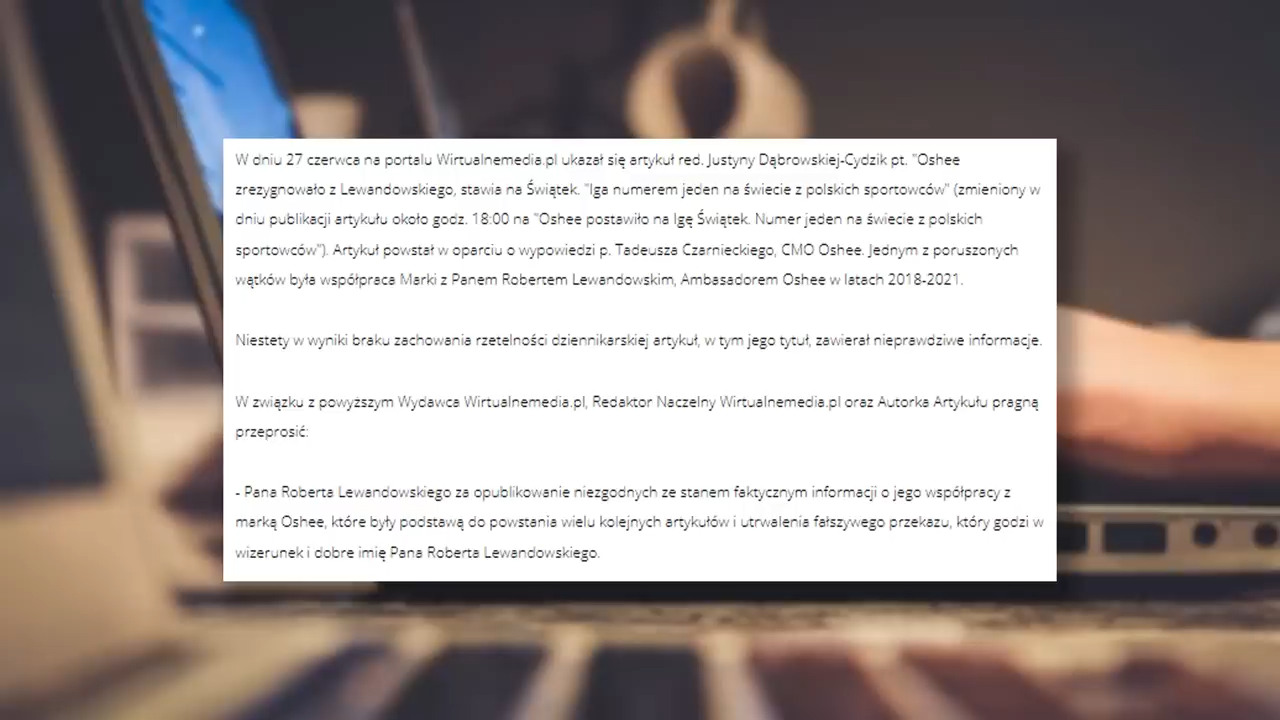 W dniu 27 czerwca na portalu Wirtualnemedia.pl ukazał się artykuł red. Justyny Dąbrowskiej-Cydzik pt. "Oshee
zrezygnowało z Lewandowskiego, stawia na Świątek. "Iga numerem jeden na świecie z polskich sportowców" (zmieniony w
dniu publikacji artykułu około godz. 18:00 na "Oshee postawiło na Igę Świątek. Numer jeden na świecie z polskich
sportowców"). Artykuł powstał w oparciu o wypowiedzi p. Tadeusza Czarnieckiego, CMO Oshee. Jednym z poruszonych
wątków była współpraca Marki z Panem Robertem Lewandowskim, Ambasadorem Oshee w latach 2018-2021.
Niestety w wyniki braku zachowania rzetelności dziennikarskiej artykuł, w tym jego tytuł, zawierał nieprawdziwe informacje.
W związku z powyższym Wydawca Wirtualnemedia.pl, Redaktor Naczelny Wirtualnemedia.pl oraz Autorka Artykułu pragną
przeprosić:
- Pana Roberta Lewandowskiego za opublikowanie niezgodnych ze stanem faktycznym informacji o jego współpracy z
marką Oshee, które były podstawą do powstania wielu kolejnych artykułów i utrwalenia fałszywego przekazu, który godzi w
wizerunek i dobre imię Pana Roberta Lewandowskiego.